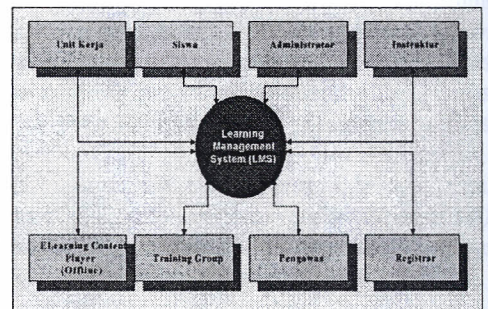 Unit Kerja
Siswa
Administrator
Instruktur
Learning
Management
System (LMS)
ELearning Content
Player
(Offline)
Training Group
Pengawas
Registrar